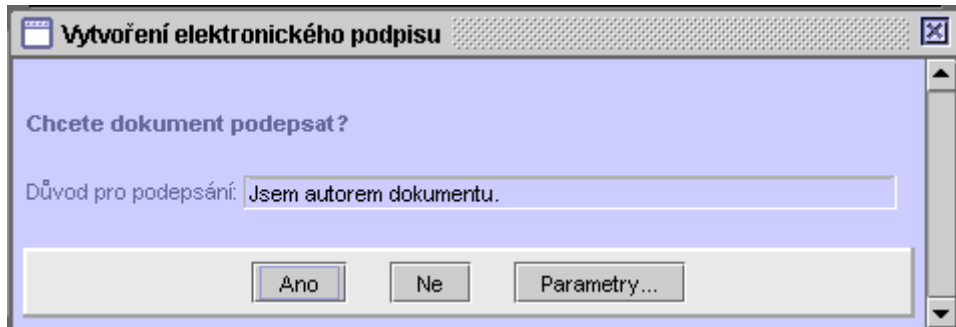 Vytvoření elektronického podpisu
Chcete dokument podepsat?
Důvod pro podepsání: Jsem autorem dokumentu.
Ano Ne Parametry...